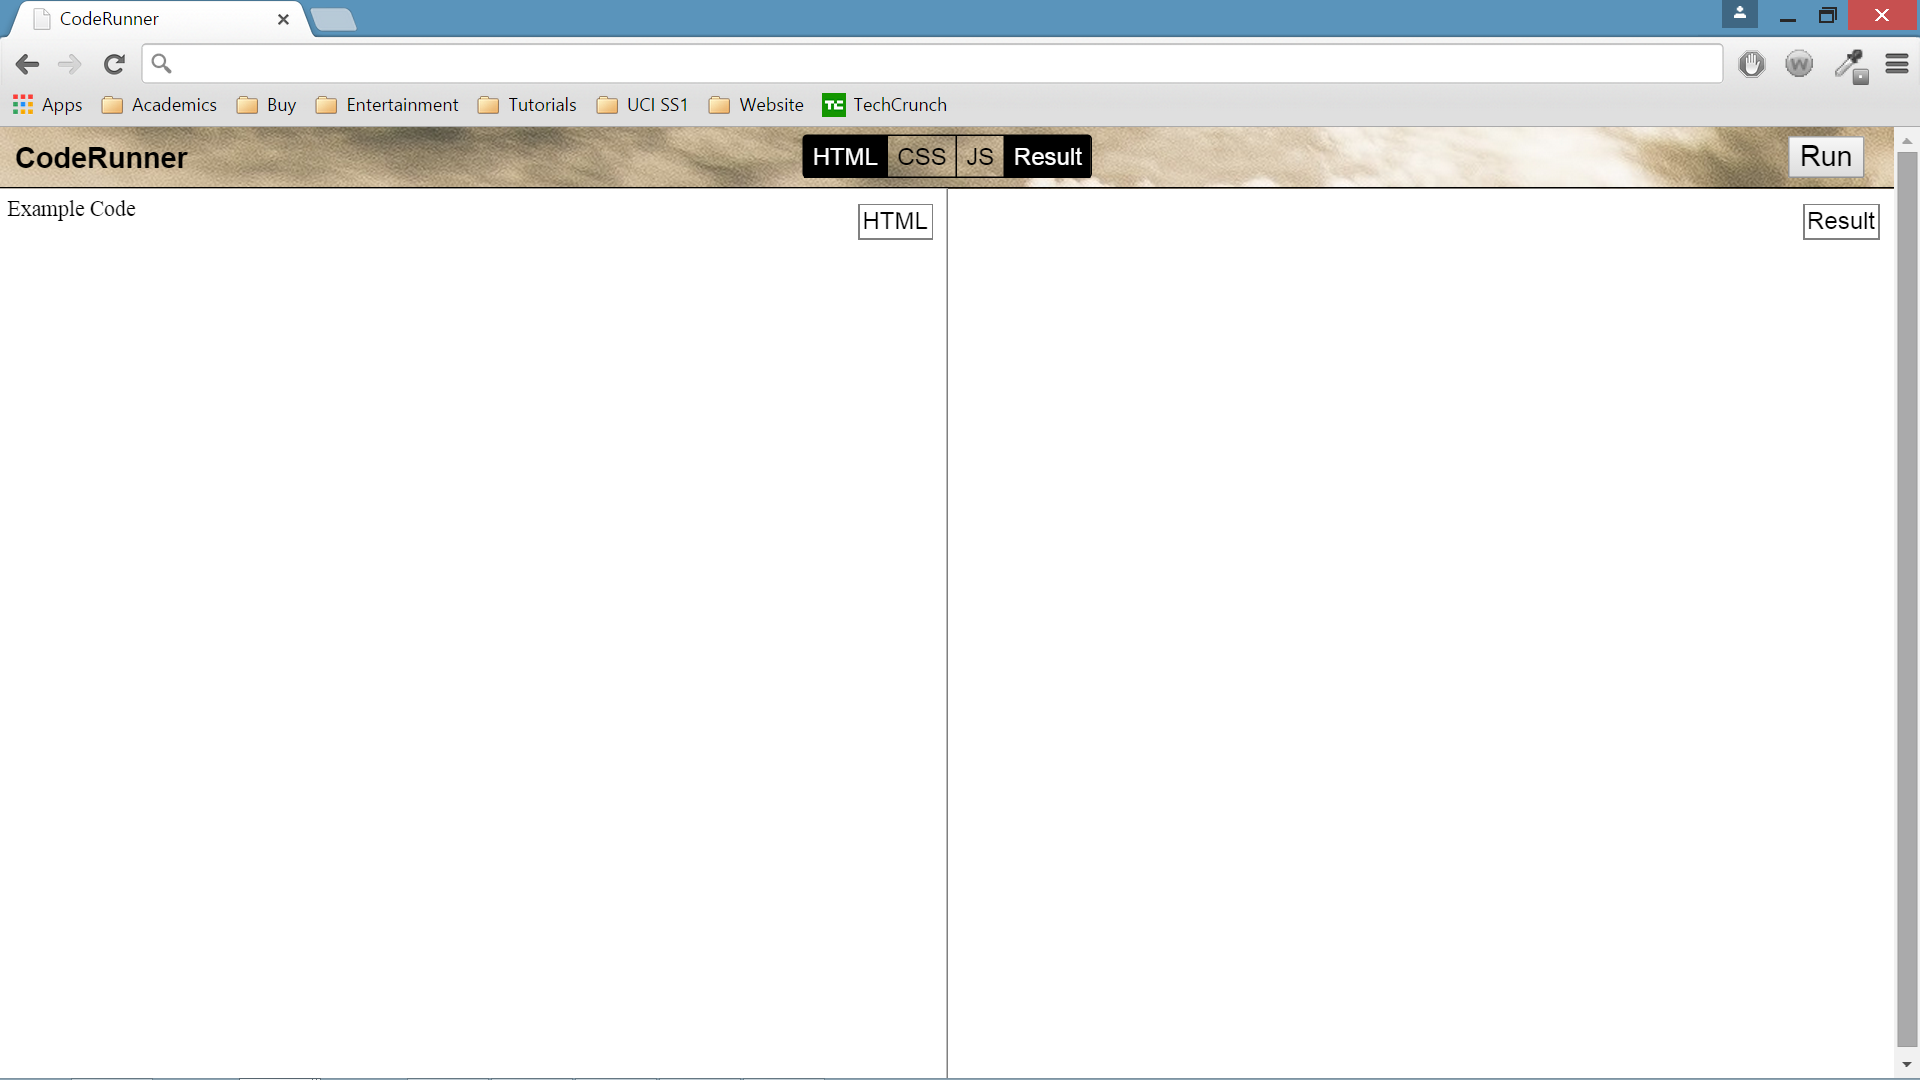 CodeRunner
Apps Academics Buy Entertainment Tutorials UCI SS1 Website TC TechCrunch
CodeRunner HTML CSS JS Result Run
Example Code HTML Result